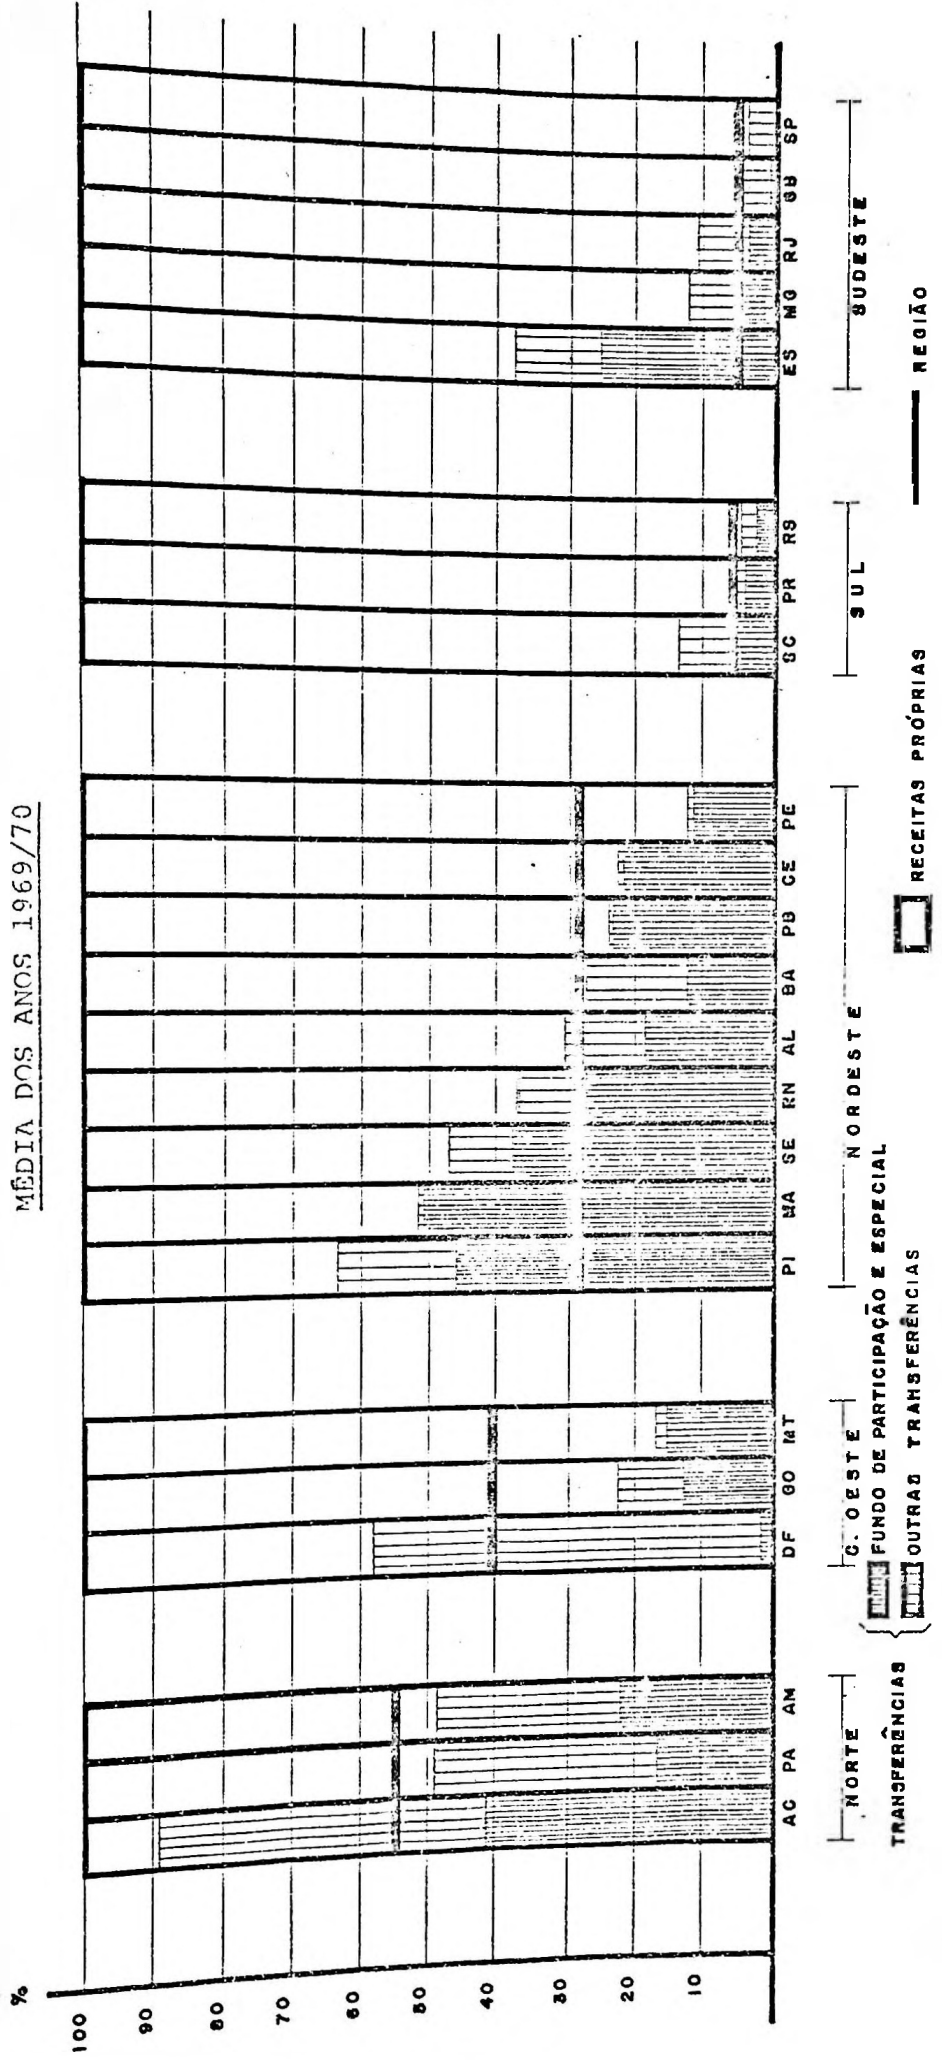 MÉDIA DOS ANOS 1969/70
%
100
90
80
70
60
50
40
30
20
10
AC PA AM
DF GO MT
PI MA SE RN AL BA PB CE PE
SC PR RS
ES MG RJ GB SP
NORTE
C. OESTE
NORDESTE
SUL
SUDESTE
TRANSFERÊNCIAS
FUNDO DE PARTICIPAÇÃO E ESPECIAL
OUTRAS TRANSFERÊNCIAS
RECEITAS PRÓPRIAS
REGIÃO